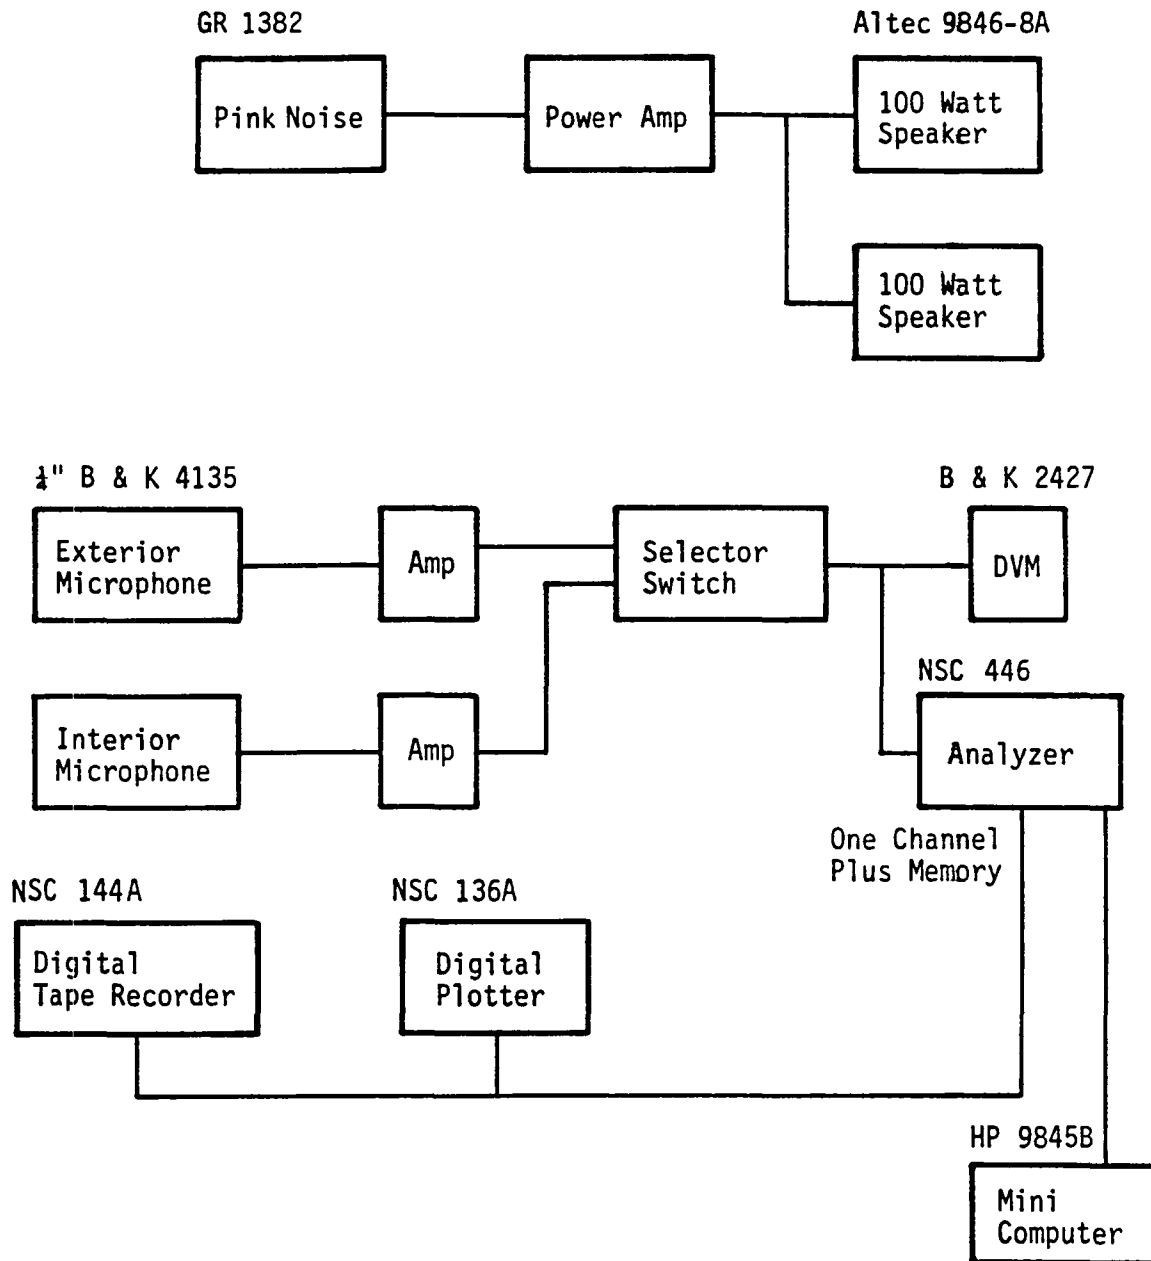 GR 1382
Altec 9846-8A
Pink Noise
Power Amp
100 Watt
Speaker
100 Watt
Speaker
¼" B & K 4135
B & K 2427
Exterior
Microphone
Amp
Selector
Switch
DVM
NSC 446
Interior
Microphone
Amp
Analyzer
One Channel
Plus Memory
NSC 144A
NSC 136A
Digital
Tape Recorder
Digital
Plotter
HP 9845B
Mini
Computer